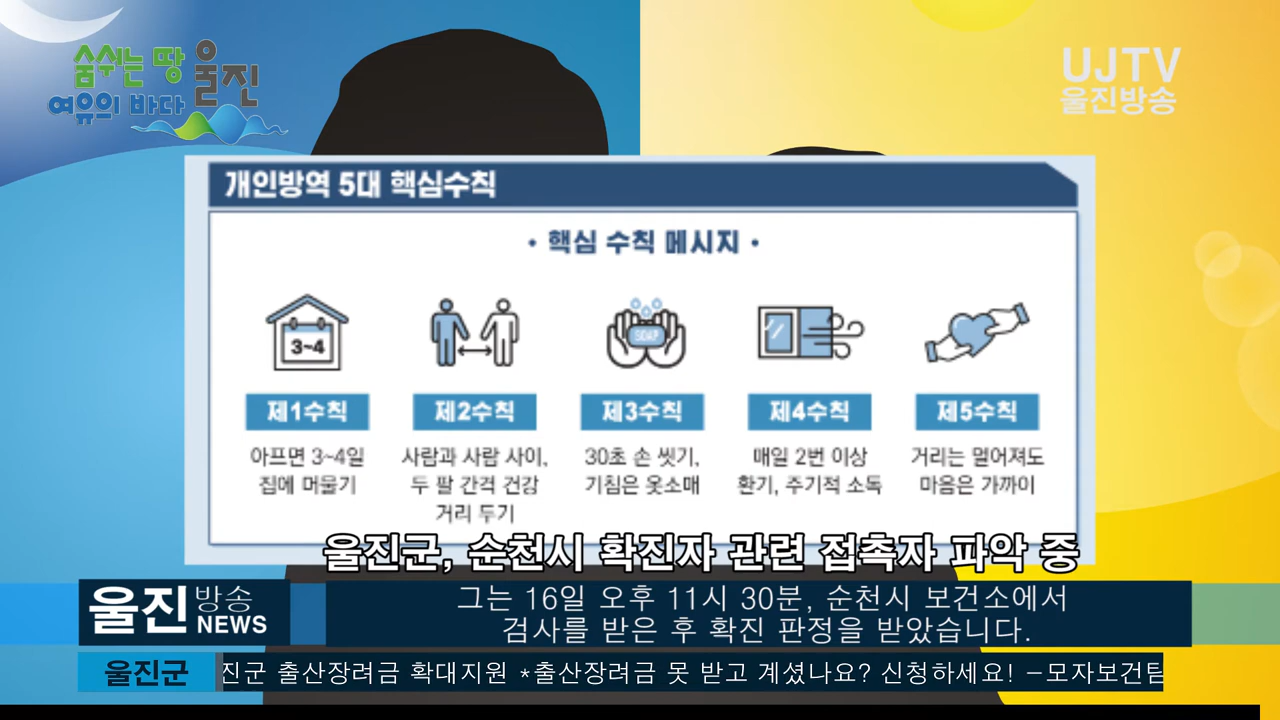 숨쉬는 땅
여유의 바다
울진
UJTV
울진방송
개인방역 5대 핵심수칙
• 핵심 수칙 메시지 •
3~4
SOAP
제1수칙
제2수칙
제3수칙
제4수칙
제5수칙
아프면 3~4일
집에 머물기
사람과 사람 사이,
두 팔 간격 건강
거리 두기
30초 손 씻기,
기침은 옷소매
매일 2번 이상
환기, 주기적 소독
거리는 멀어져도
마음은 가까이
울진군, 순천시 확진자 관련 접촉자 파악 중
울진방송
NEWS
그는 16일 오후 11시 30분, 순천시 보건소에서
검사를 받은 후 확진 판정을 받았습니다.
울진군
진군 출산장려금 확대지원 *출산장려금 못 받고 계셨나요? 신청하세요! -모자보건팀